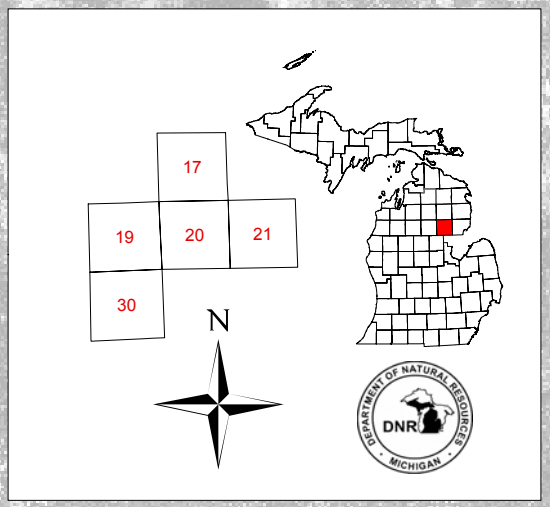 17
19
20
21
30
N
DEPARTMENT OF NATURAL RESOURCES
DNR
MICHIGAN